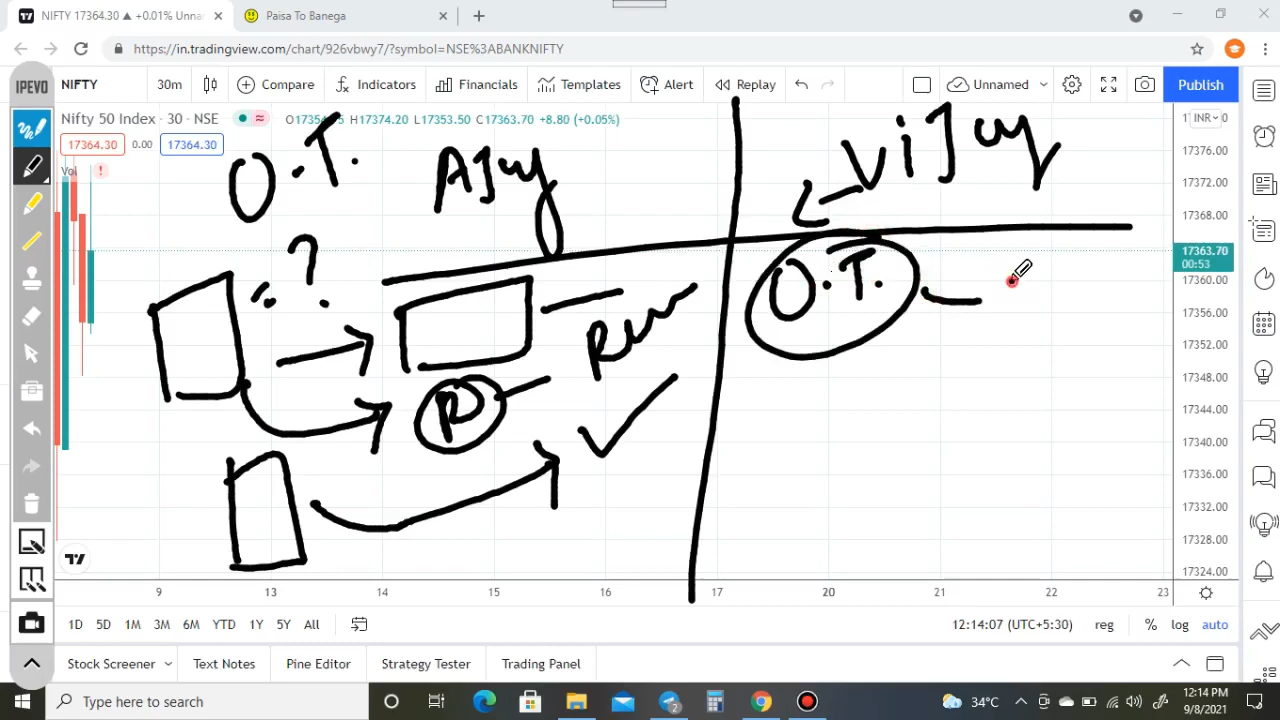 NIFTY 17364.30 ▲ +0.01% Unna
Paisa To Banega
https://in.tradingview.com/chart/926vbwy7/?symbol=NSE%3ABANKNIFTY
IPEVO
NIFTY 30m Compare Indicators Financials Templates Alert Replay Unnamed Publish
Nifty 50 Index · 30 · NSE H17374.20 L17353.50 C17363.70 +8.80 (+0.05%)
INR
17364.30 0.00 17364.30
Vol
O.T.
Ajay
Vijay
?
O.T.
R
17376.00
17372.00
17368.00
17363.70
00:53
17360.00
17356.00
17352.00
17348.00
17344.00
17340.00
17336.00
17332.00
17328.00
17324.00
9 13 14 15 16 17 20 21 22 23
1D 5D 1M 3M 6M YTD 1Y 5Y All
12:14:07 (UTC+5:30) reg % log auto
Stock Screener Text Notes Pine Editor Strategy Tester Trading Panel
Type here to search
2
34°C
12:14 PM
9/8/2021